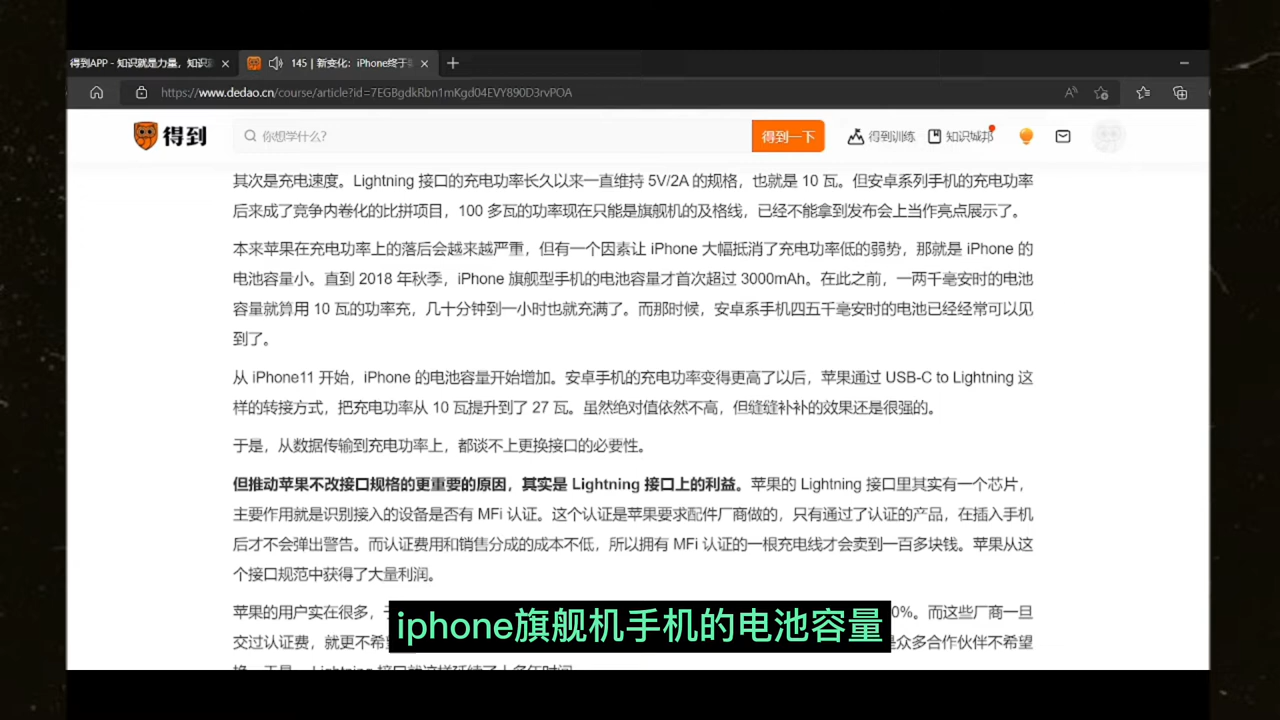 得到APP - 知识就是力量，知识
145 | 新变化：iPhone终于
https://www.dedao.cn/course/article?id=7EGBgdkRbn1mKgd04EVY890D3rvPOA
得到
你想学什么?
得到一下
得到训练
知识城邦
其次是充电速度。Lightning 接口的充电功率长久以来一直维持 5V/2A 的规格，也就是 10 瓦。但安卓系列手机的充电功率
后来成了竞争内卷化的比拼项目，100 多瓦的功率现在只能是旗舰机的及格线，已经不能拿到发布会上当作亮点展示了。
本来苹果在充电功率上的落后会越来越严重，但有一个因素让 iPhone 大幅抵消了充电功率低的弱势，那就是 iPhone 的
电池容量小。直到 2018 年秋季，iPhone 旗舰型手机的电池容量才首次超过 3000mAh。在此之前，一两千毫安时的电池
容量就算用 10 瓦的功率充，几十分钟到一小时也就充满了。而那时候，安卓系手机四五千毫安时的电池已经经常可以见
到了。
从 iPhone11 开始，iPhone 的电池容量开始增加。安卓手机的充电功率变得更高了以后，苹果通过 USB-C to Lightning 这
样的转接方式，把充电功率从 10 瓦提升到了 27 瓦。虽然绝对值依然不高，但缝缝补补的效果还是很强的。
于是，从数据传输到充电功率上，都谈不上更换接口的必要性。
但推动苹果不改接口规格的更重要的原因，其实是 Lightning 接口上的利益。苹果的 Lightning 接口里其实有一个芯片，
主要作用就是识别接入的设备是否有 MFi 认证。这个认证是苹果要求配件厂商做的，只有通过了认证的产品，在插入手机
后才不会弹出警告。而认证费用和销售分成的成本不低，所以拥有 MFi 认证的一根充电线才会卖到一百多块钱。苹果从这
个接口规范中获得了大量利润。
苹果的用户实在很多，
0%。而这些厂商一旦
交过认证费，就更不希
是众多合作伙伴不希望
iphone旗舰机手机的电池容量